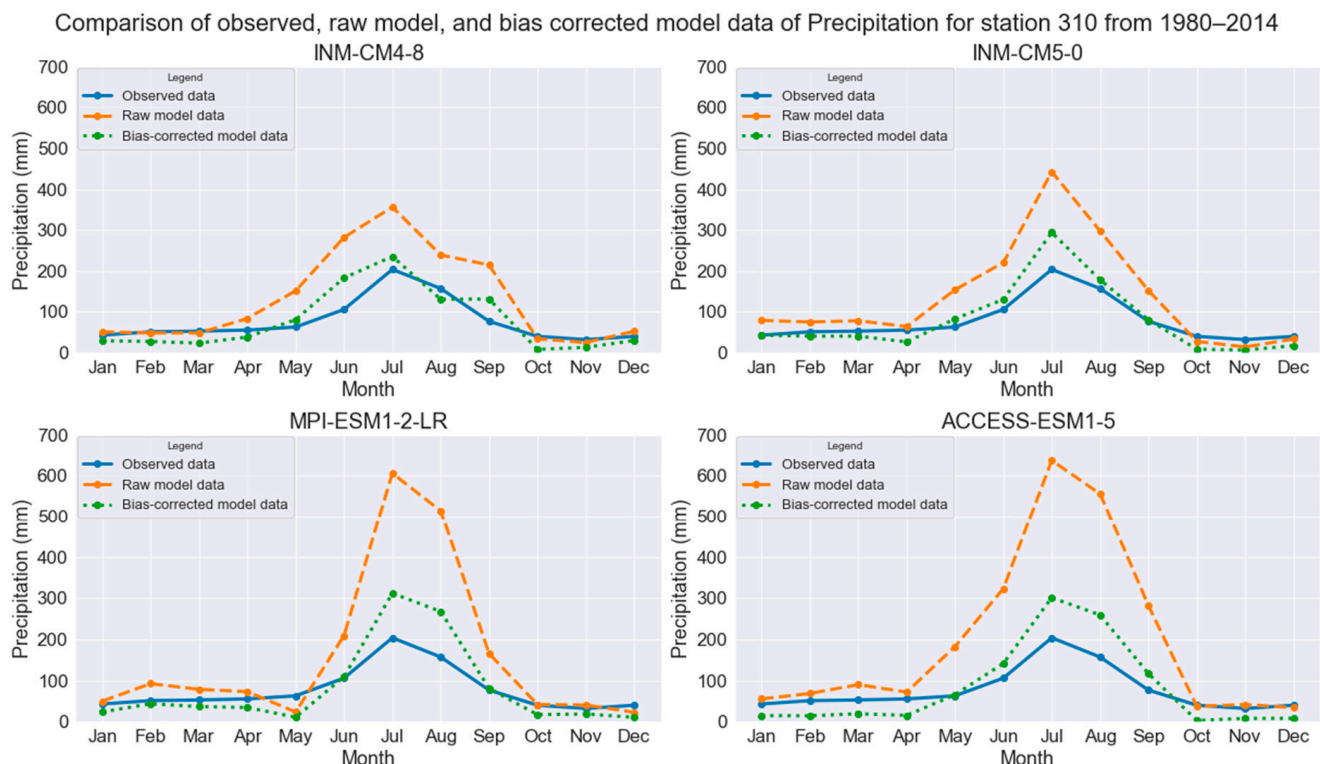 Comparison of observed, raw model, and bias corrected model data of Precipitation for station 310 from 1980–2014
INM-CM4-8
700
600
500
400
300
200
100
0
Precipitation (mm)
Legend
Observed data
Raw model data
Bias-corrected model data
Jan Feb Mar Apr May Jun Jul Aug Sep Oct Nov Dec
Month
INM-CM5-0
700
600
500
400
300
200
100
0
Precipitation (mm)
Legend
Observed data
Raw model data
Bias-corrected model data
Jan Feb Mar Apr May Jun Jul Aug Sep Oct Nov Dec
Month
MPI-ESM1-2-LR
700
600
500
400
300
200
100
0
Precipitation (mm)
Legend
Observed data
Raw model data
Bias-corrected model data
Jan Feb Mar Apr May Jun Jul Aug Sep Oct Nov Dec
Month
ACCESS-ESM1-5
700
600
500
400
300
200
100
0
Precipitation (mm)
Legend
Observed data
Raw model data
Bias-corrected model data
Jan Feb Mar Apr May Jun Jul Aug Sep Oct Nov Dec
Month